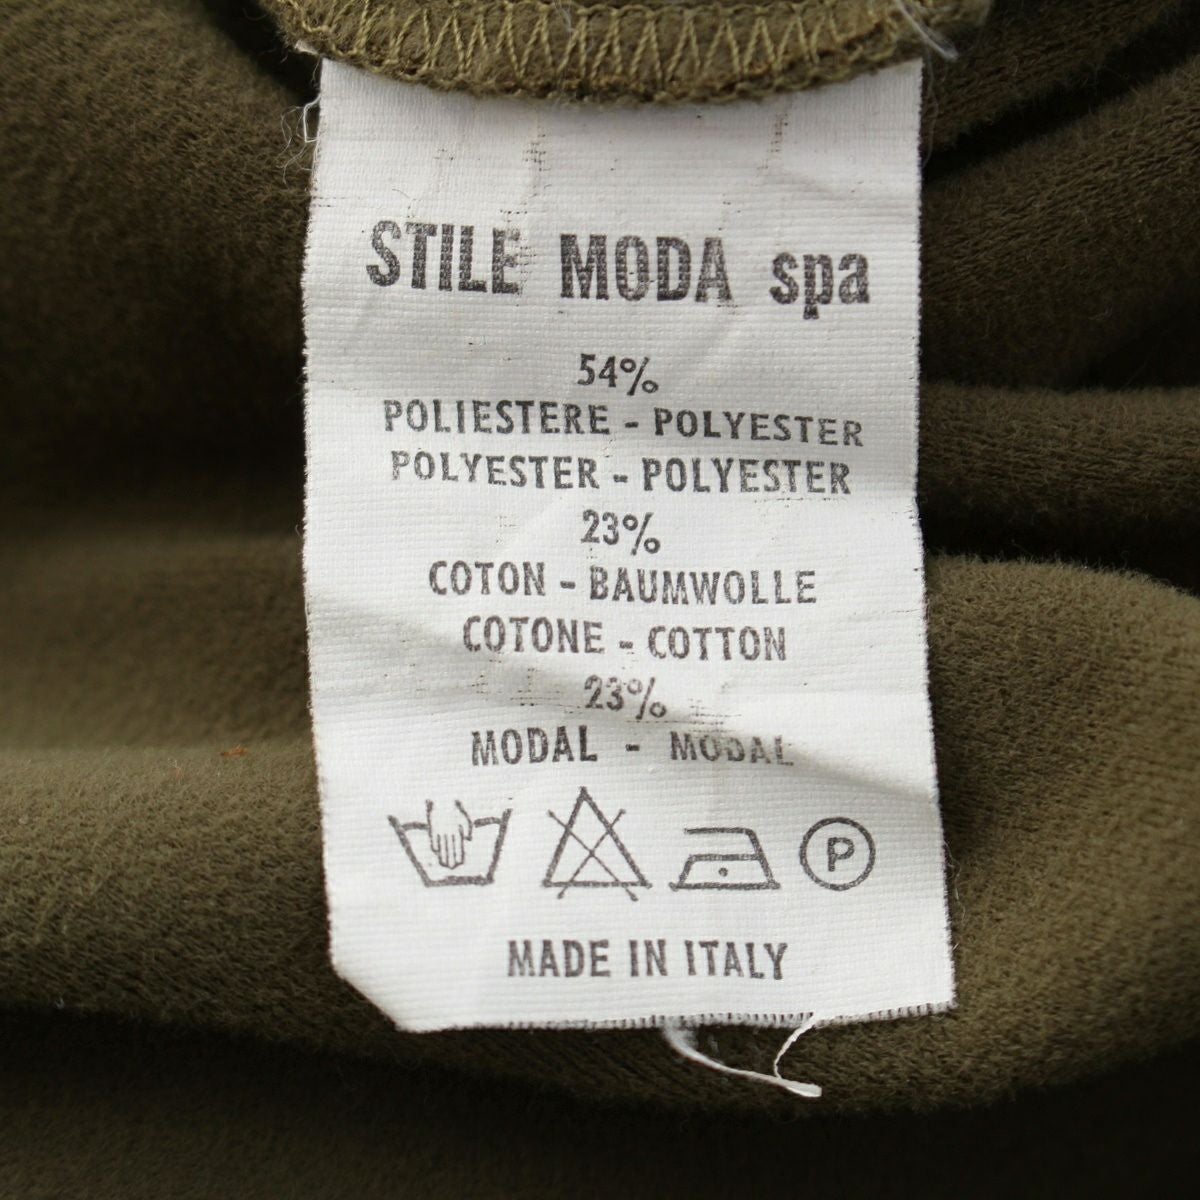 STILE MODA spa
54%
POLIESTERE - POLYESTER
POLYESTER - POLYESTER
23%
COTON - BAUMWOLLE
COTONE - COTTON
23%
MODAL - MODAL
P
MADE IN ITALY